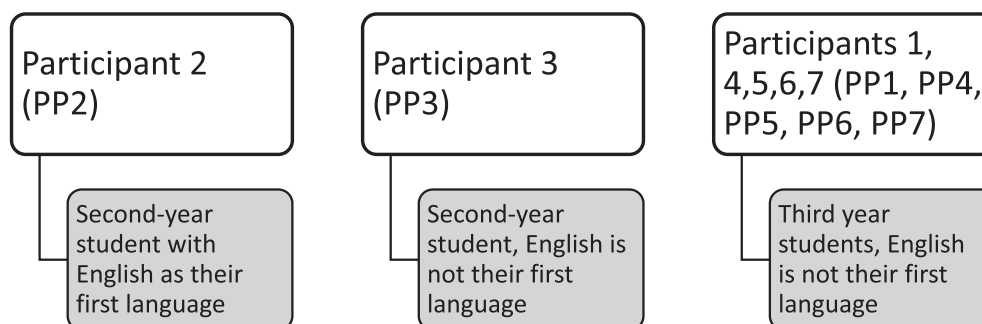 Participant 2
(PP2)
Second-year
student with
English as their
first language
Participant 3
(PP3)
Second-year
student, English is
not their first
language
Participants 1,
4,5,6,7 (PP1, PP4,
PP5, PP6, PP7)
Third year
students, English
is not their first
language